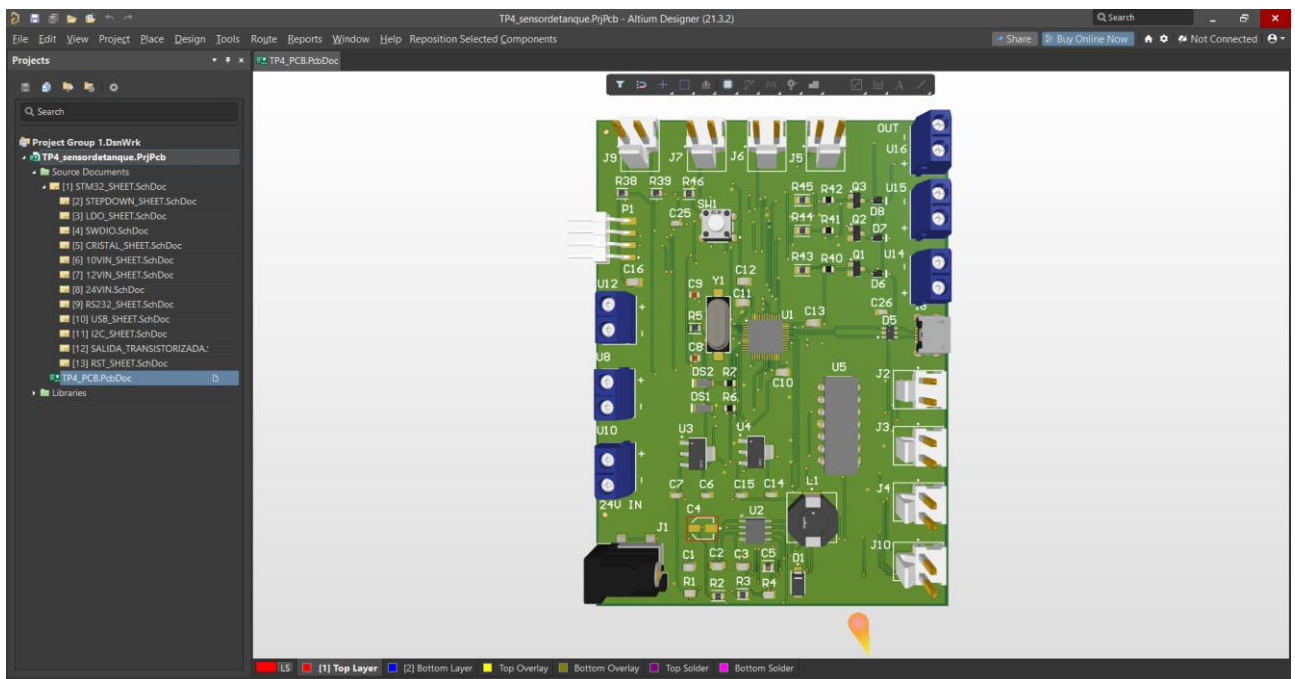 TP4_sensordetanque.PrjPcb - Altium Designer (21.3.2)
Search
File Edit View Project Place Design Tools Route Reports Window Help Reposition Selected Components
Share Buy Online Now Not Connected
Projects
TP4_PCB.PcbDoc
Search
Project Group 1.DsnWrk
TP4_sensordetanque.PrjPcb
Source Documents
[1] STM32_SHEET.SchDoc
[2] STEPDOWN_SHEET.SchDoc
[3] LDO_SHEET.SchDoc
[4] SWDIO.SchDoc
[5] CRISTAL_SHEET.SchDoc
[6] 10VIN_SHEET.SchDoc
[7] 12VIN_SHEET.SchDoc
[8] 24VIN.SchDoc
[9] RS232_SHEET.SchDoc
[10] USB_SHEET.SchDoc
[11] I2C_SHEET.SchDoc
[12] SALIDA_TRANSISTORIZADA.
[13] RST_SHEET.SchDoc
TP4_PCB.PcbDoc
Libraries
OUT
-
U16
+
J9 J7 J6 J5
R38 R39 R46 R45 R42 Q3 U15
D8
P1 C25 SW1 R44 R41 Q2 D7
+
R43 R40 Q1 U14
D6
C16 C12
U12 C9 Y1 C11 +
C26
R5 U1 C13 D5
C8
U8 DS2 R7 C10 U5 J2
DS1 R6
U10 U3 U4 J3
C7 C6 C15 C14 L1 J4
24V IN
C4 U2
J1 J10
C1 C2 C3 C5 D1
R1 R2 R3 R4
LS [1] Top Layer [2] Bottom Layer Top Overlay Bottom Overlay Top Solder Bottom Solder